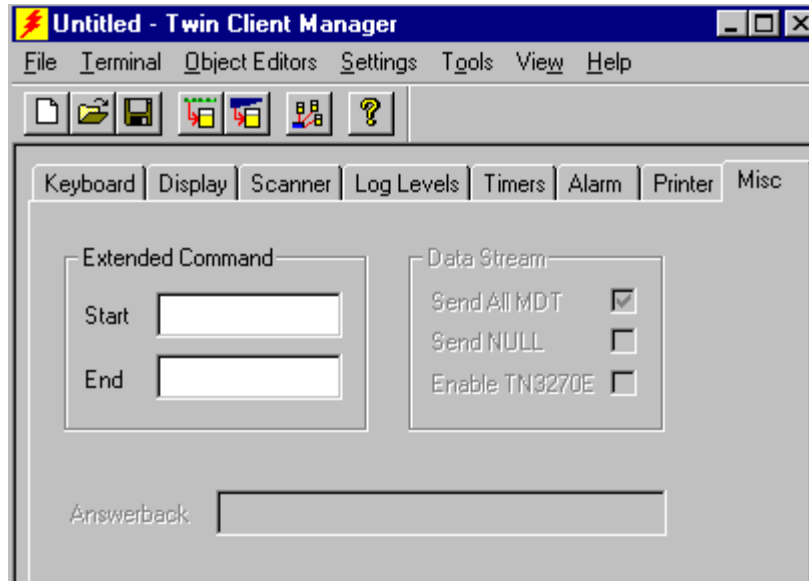 Untitled - Twin Client Manager
File Terminal Object Editors Settings Tools View Help
Keyboard Display Scanner Log Levels Timers Alarm Printer Misc
Extended Command
Start
End
Data Stream
Send All MDT
Send NULL
Enable TN3270E
Answerback